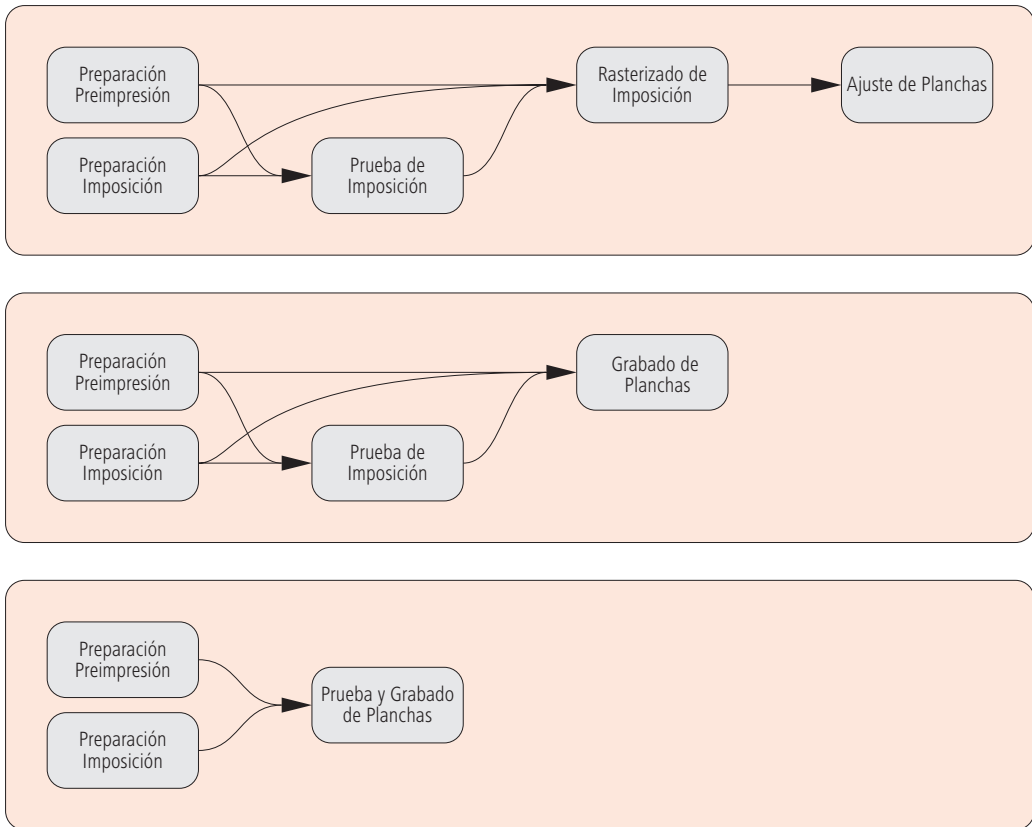 Preparación
Preimpresión
Rasterizado de
Imposición
Ajuste de Planchas
Preparación
Imposición
Prueba de
Imposición
Preparación
Preimpresión
Grabado de
Planchas
Preparación
Imposición
Prueba de
Imposición
Preparación
Preimpresión
Prueba y Grabado
de Planchas
Preparación
Imposición